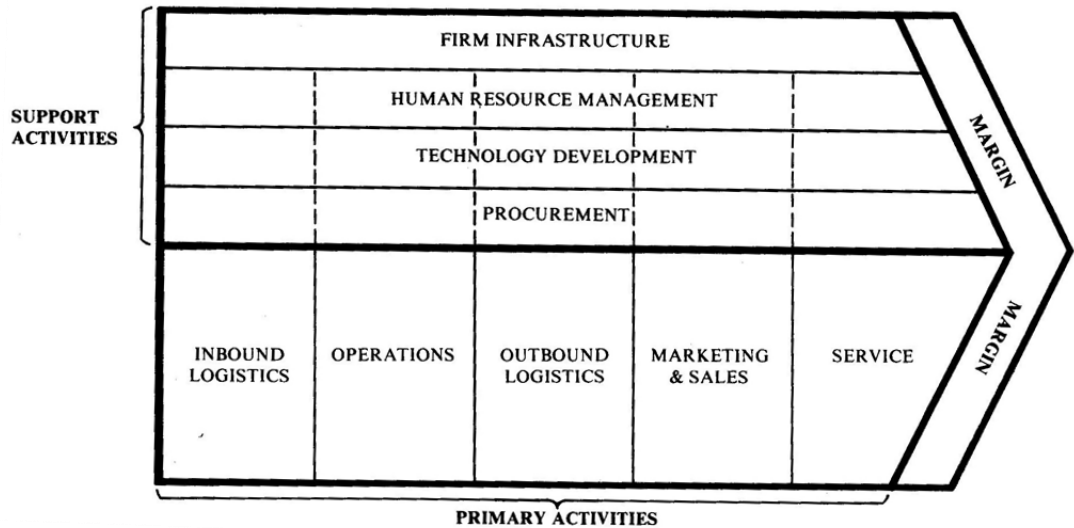 FIRM INFRASTRUCTURE
HUMAN RESOURCE MANAGEMENT
SUPPORT
ACTIVITIES
TECHNOLOGY DEVELOPMENT
PROCUREMENT
MARGIN
MARGIN
INBOUND
LOGISTICS
OPERATIONS
OUTBOUND
LOGISTICS
MARKETING
& SALES
SERVICE
PRIMARY ACTIVITIES